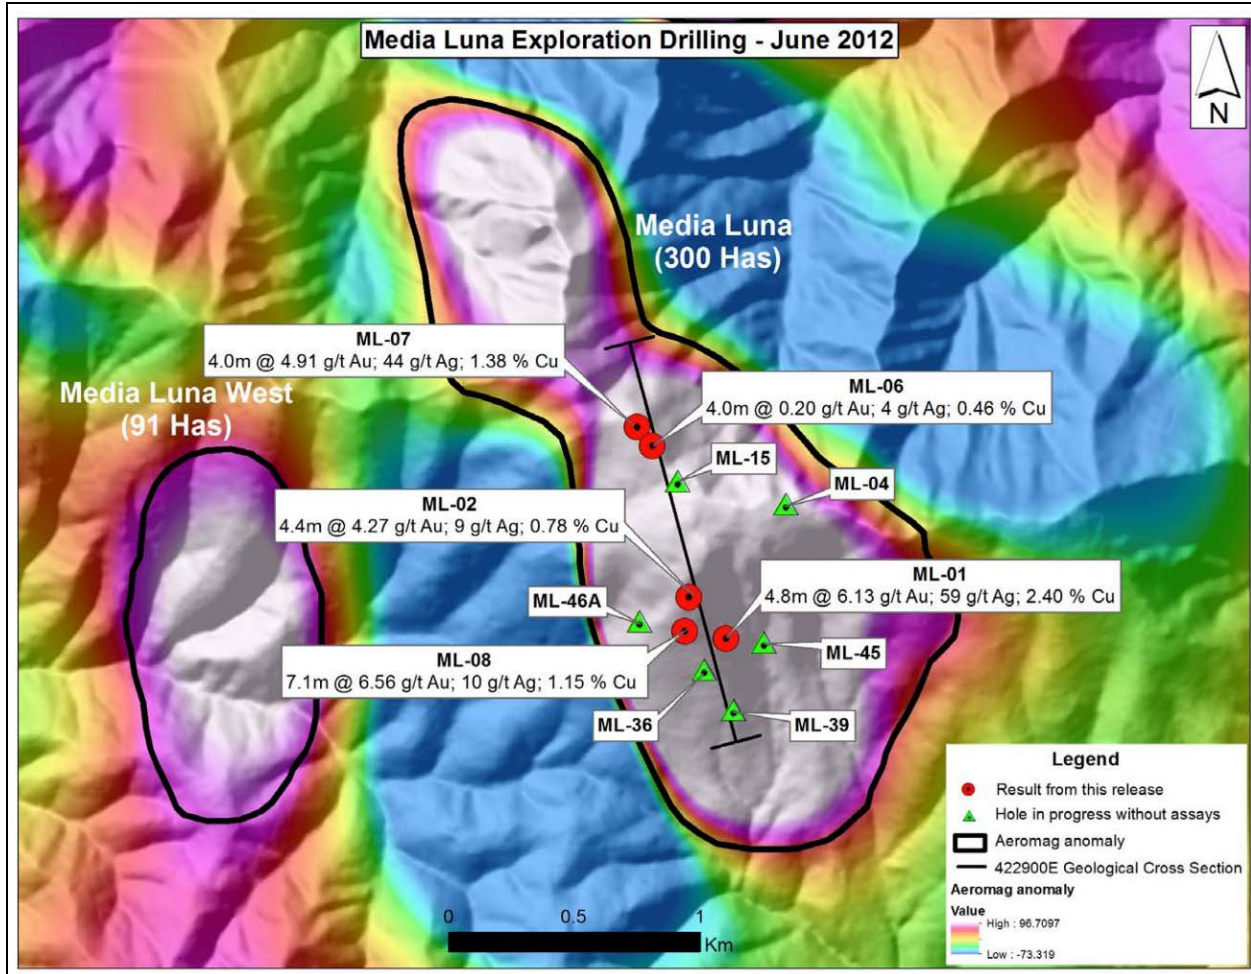 Media Luna Exploration Drilling - June 2012
N
Media Luna
(300 Has)
ML-07
4.0m @ 4.91 g/t Au; 44 g/t Ag; 1.38 % Cu
ML-06
4.0m @ 0.20 g/t Au; 4 g/t Ag; 0.46 % Cu
Media Luna West
(91 Has)
ML-15
ML-04
ML-02
4.4m @ 4.27 g/t Au; 9 g/t Ag; 0.78 % Cu
ML-01
4.8m @ 6.13 g/t Au; 59 g/t Ag; 2.40 % Cu
ML-46A
ML-45
ML-08
7.1m @ 6.56 g/t Au; 10 g/t Ag; 1.15 % Cu
ML-36
ML-39
Legend
Result from this release
Hole in progress without assays
Aeromag anomaly
422900E Geological Cross Section
Aeromag anomaly
Value
High : 96.7097
Low : -73.319
0 0.5 1
Km